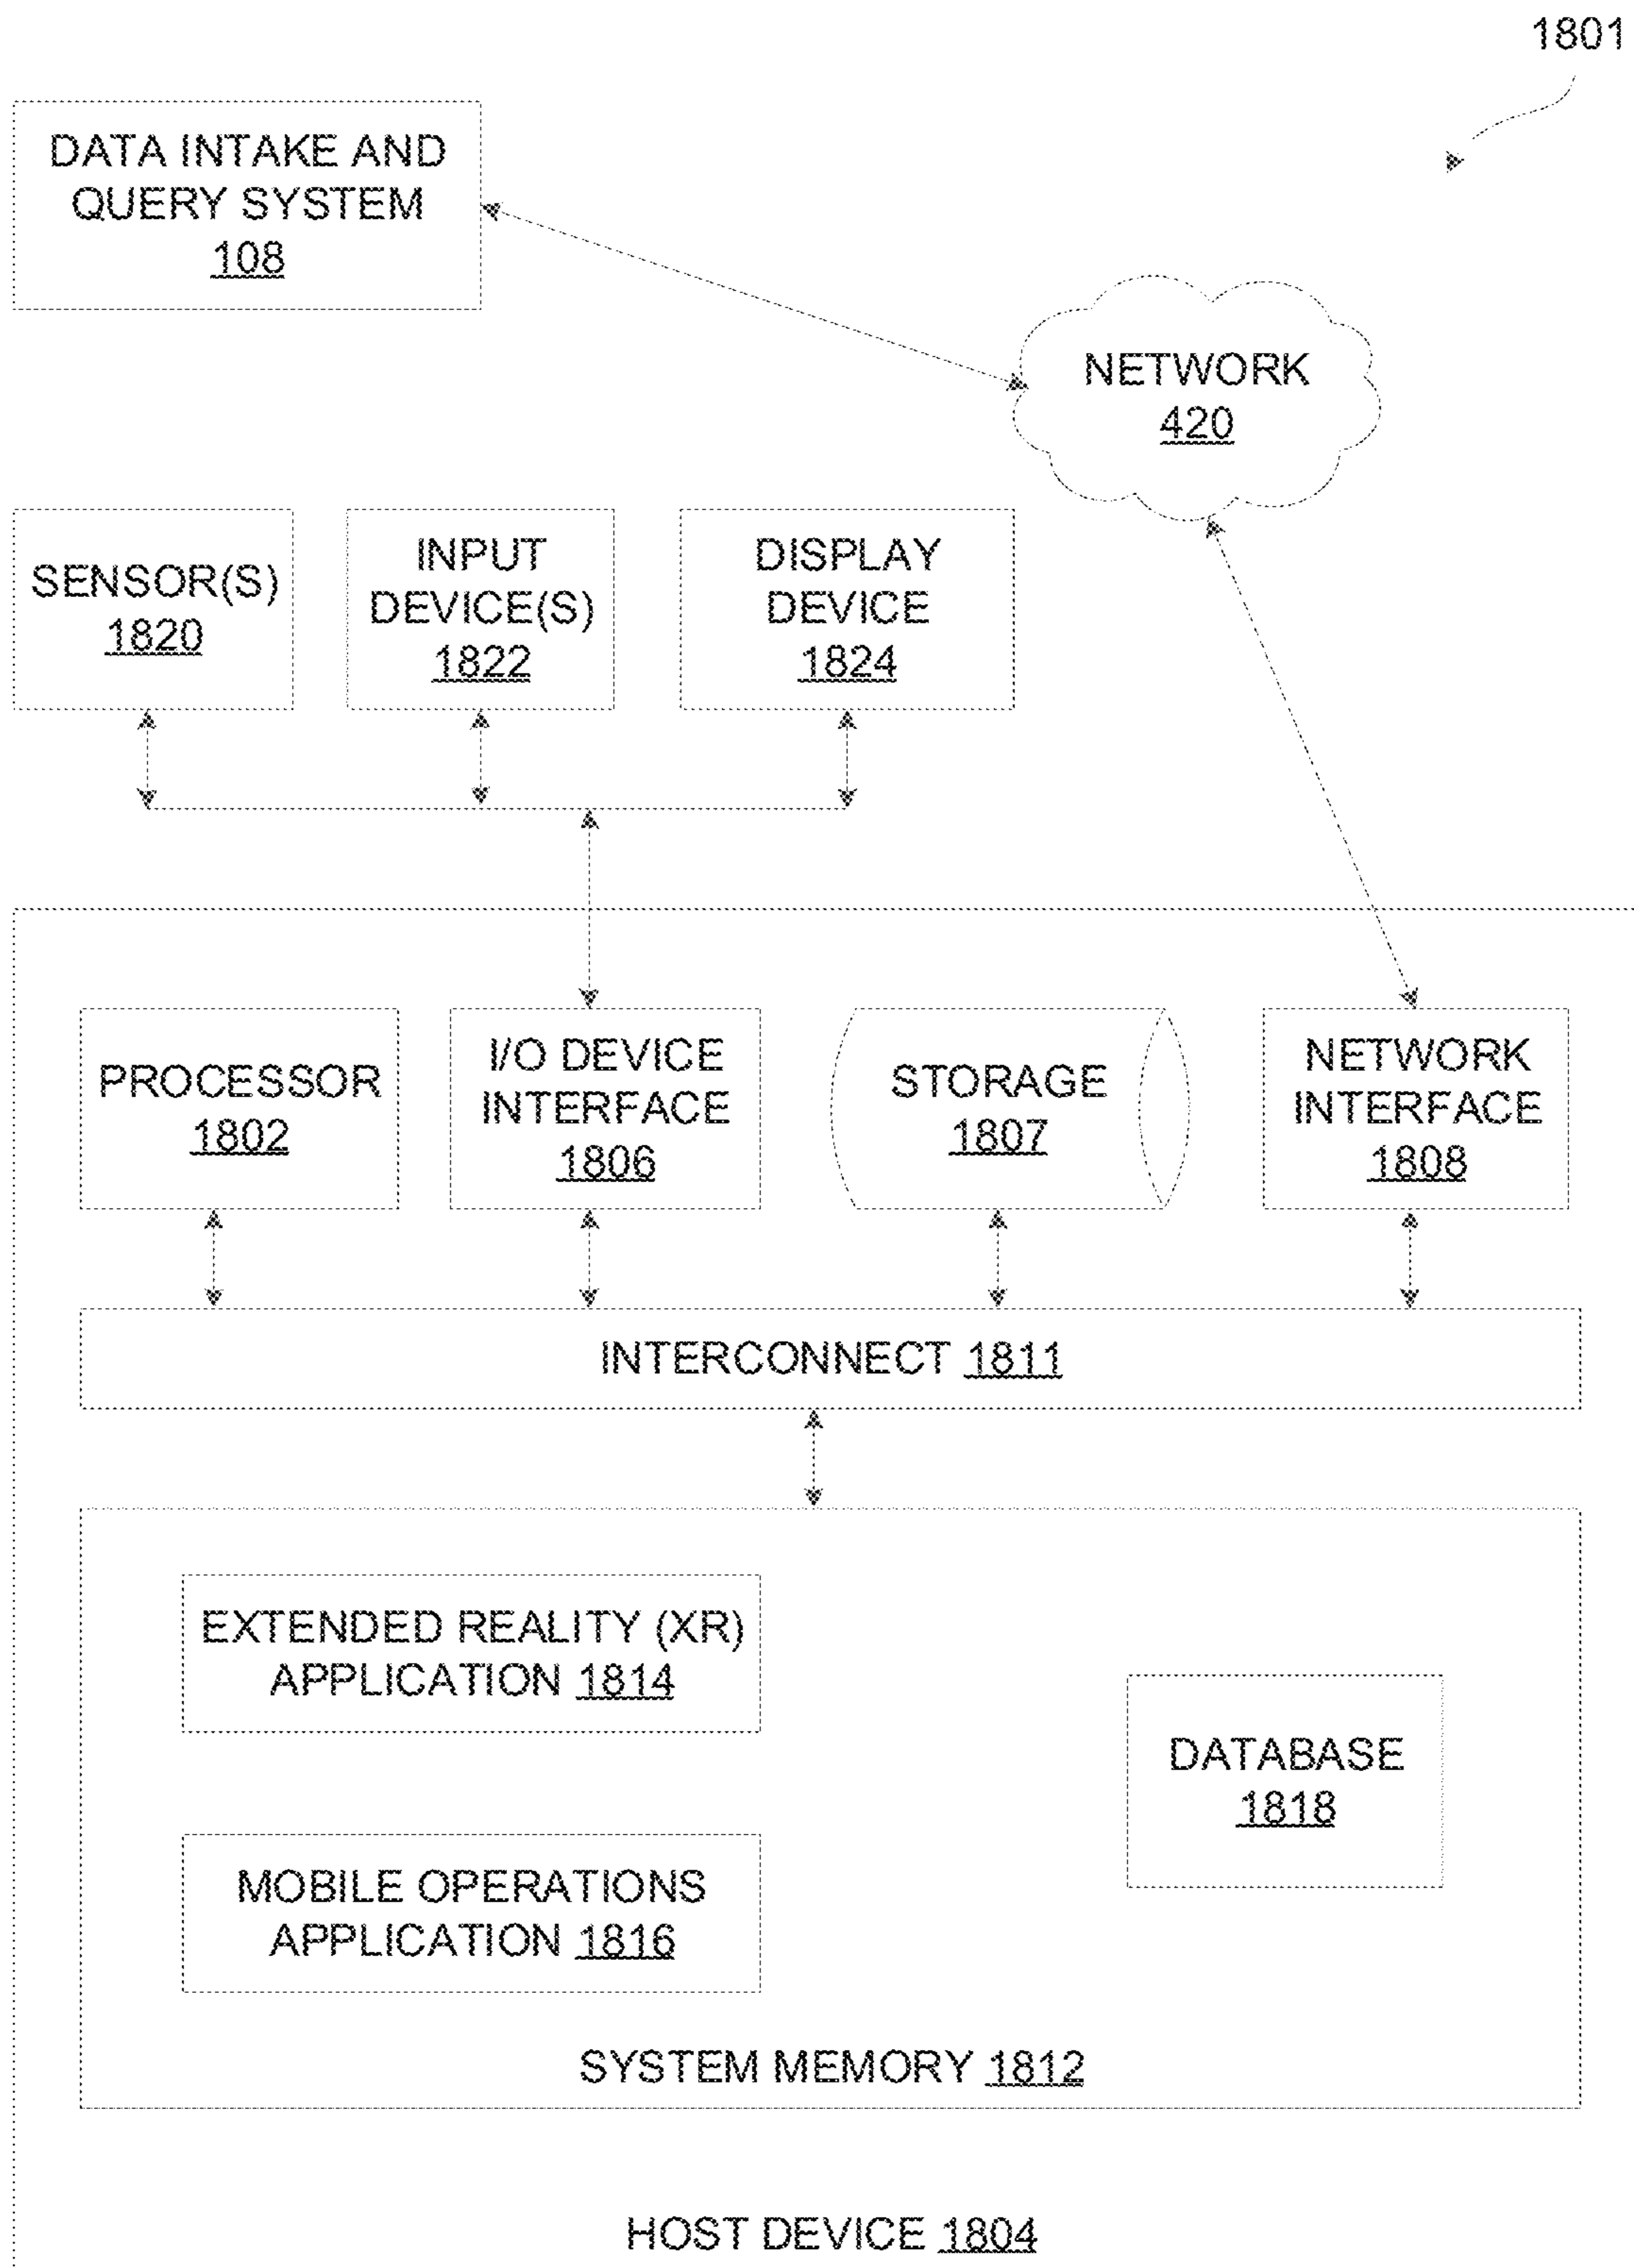 1801
DATA INTAKE AND
QUERY SYSTEM
108
NETWORK
420
SENSOR(S)
1820
INPUT
DEVICE(S)
1822
DISPLAY
DEVICE
1824
PROCESSOR
1802
I/O DEVICE
INTERFACE
1806
STORAGE
1807
NETWORK
INTERFACE
1808
INTERCONNECT 1811
EXTENDED REALITY (XR)
APPLICATION 1814
DATABASE
1818
MOBILE OPERATIONS
APPLICATION 1816
SYSTEM MEMORY 1812
HOST DEVICE 1804